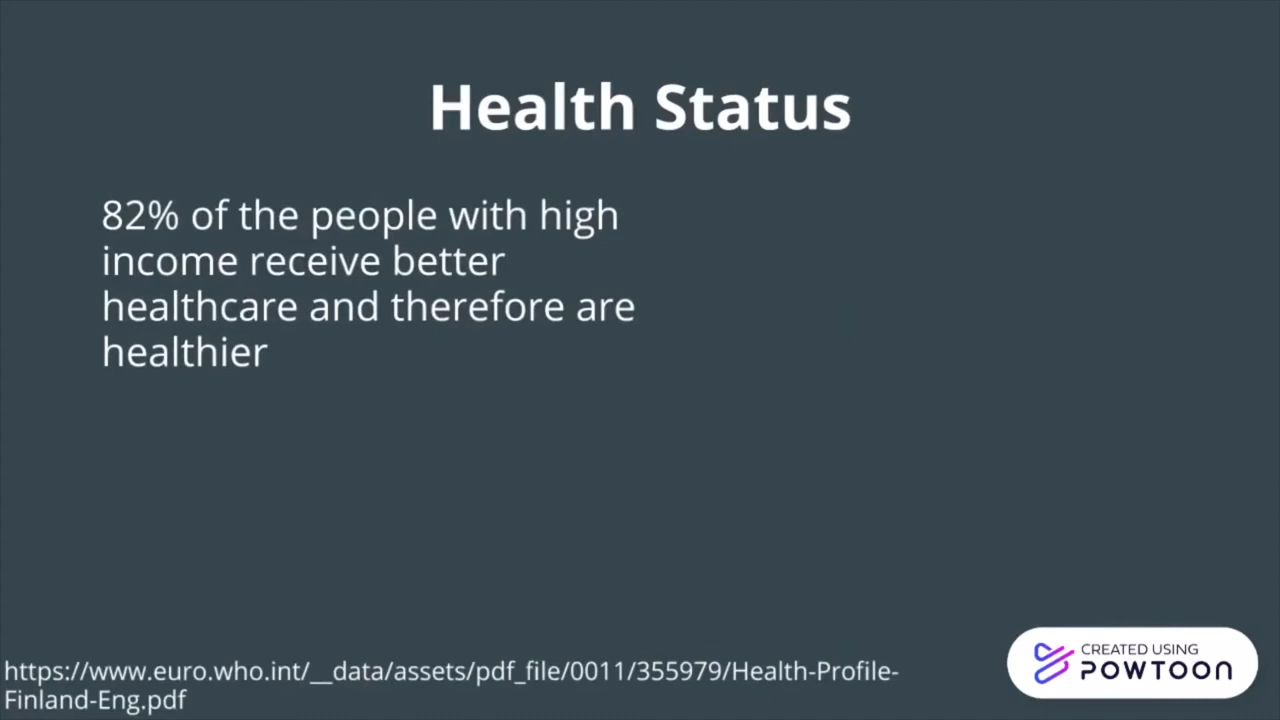 Health Status
82% of the people with high
income receive better
healthcare and therefore are
healthier
https://www.euro.who.int/__data/assets/pdf_file/0011/355979/Health-Profile-
Finland-Eng.pdf
CREATED USING
POWTOON